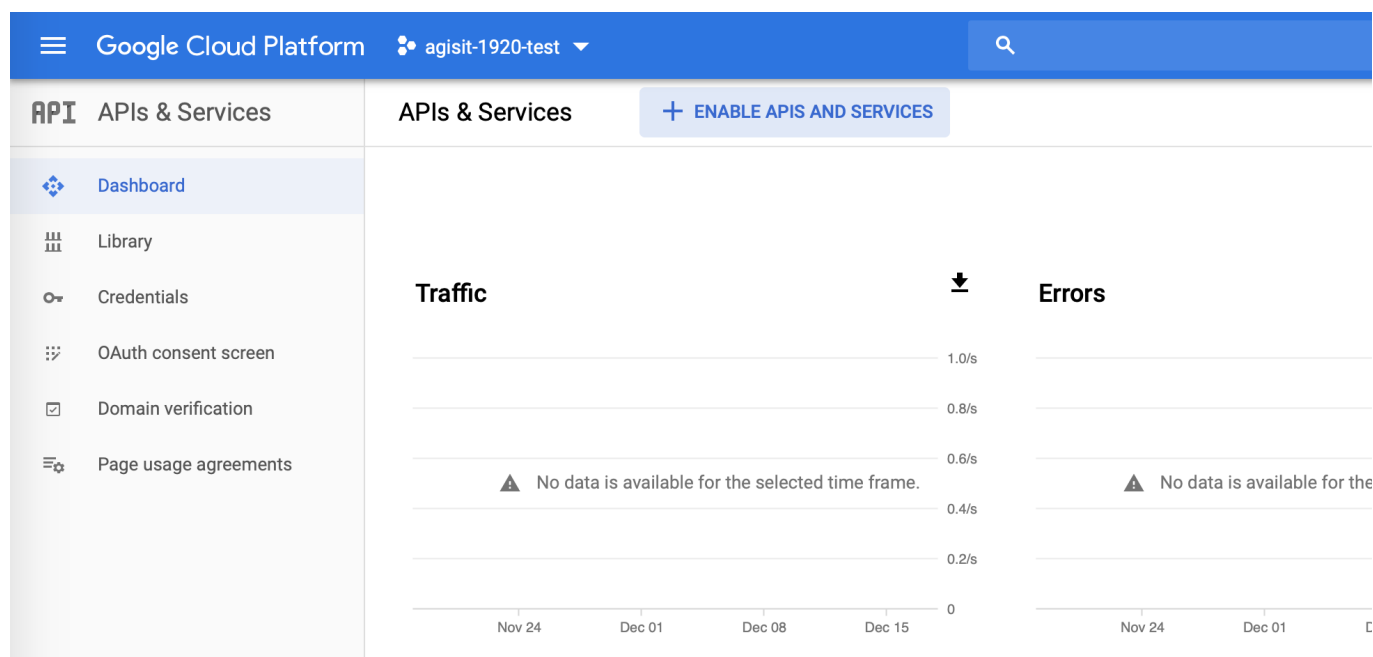 Google Cloud Platform agisit-1920-test
API APIs & Services
APIs & Services
ENABLE APIS AND SERVICES
Dashboard
Library
Credentials
OAuth consent screen
Domain verification
Page usage agreements
Traffic
1.0/s
0.8/s
0.6/s
No data is available for the selected time frame.
0.4/s
0.2/s
0
Nov 24 Dec 01 Dec 08 Dec 15
Errors
No data is available for the
Nov 24 Dec 01